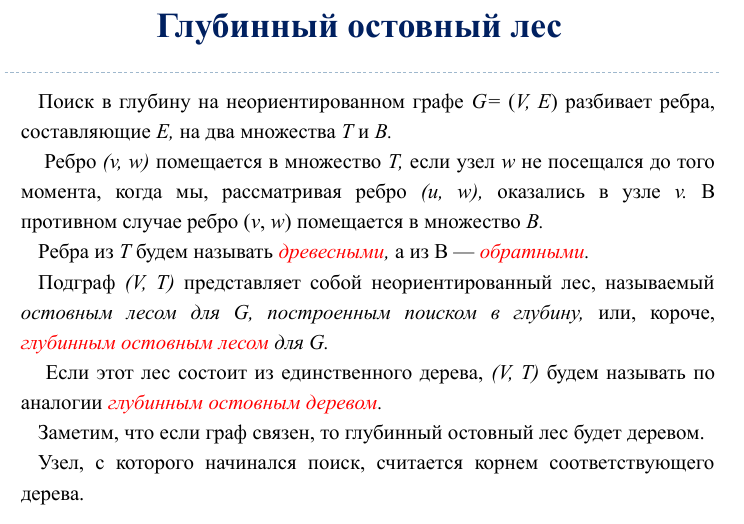 Глубинный остовный лес
Поиск в глубину на неориентированном графе G= (V, E) разбивает ребра,
составляющие E, на два множества T и B.
Ребро (v, w) помещается в множество T, если узел w не посещался до того
момента, когда мы, рассматривая ребро (u, w), оказались в узле v. В
противном случае ребро (v, w) помещается в множество B.
Ребра из T будем называть древесными, а из В — обратными.
Подграф (V, T) представляет собой неориентированный лес, называемый
остовным лесом для G, построенным поиском в глубину, или, короче,
глубинным остовным лесом для G.
Если этот лес состоит из единственного дерева, (V, T) будем называть по
аналогии глубинным остовным деревом.
Заметим, что если граф связен, то глубинный остовный лес будет деревом.
Узел, с которого начинался поиск, считается корнем соответствующего
дерева.